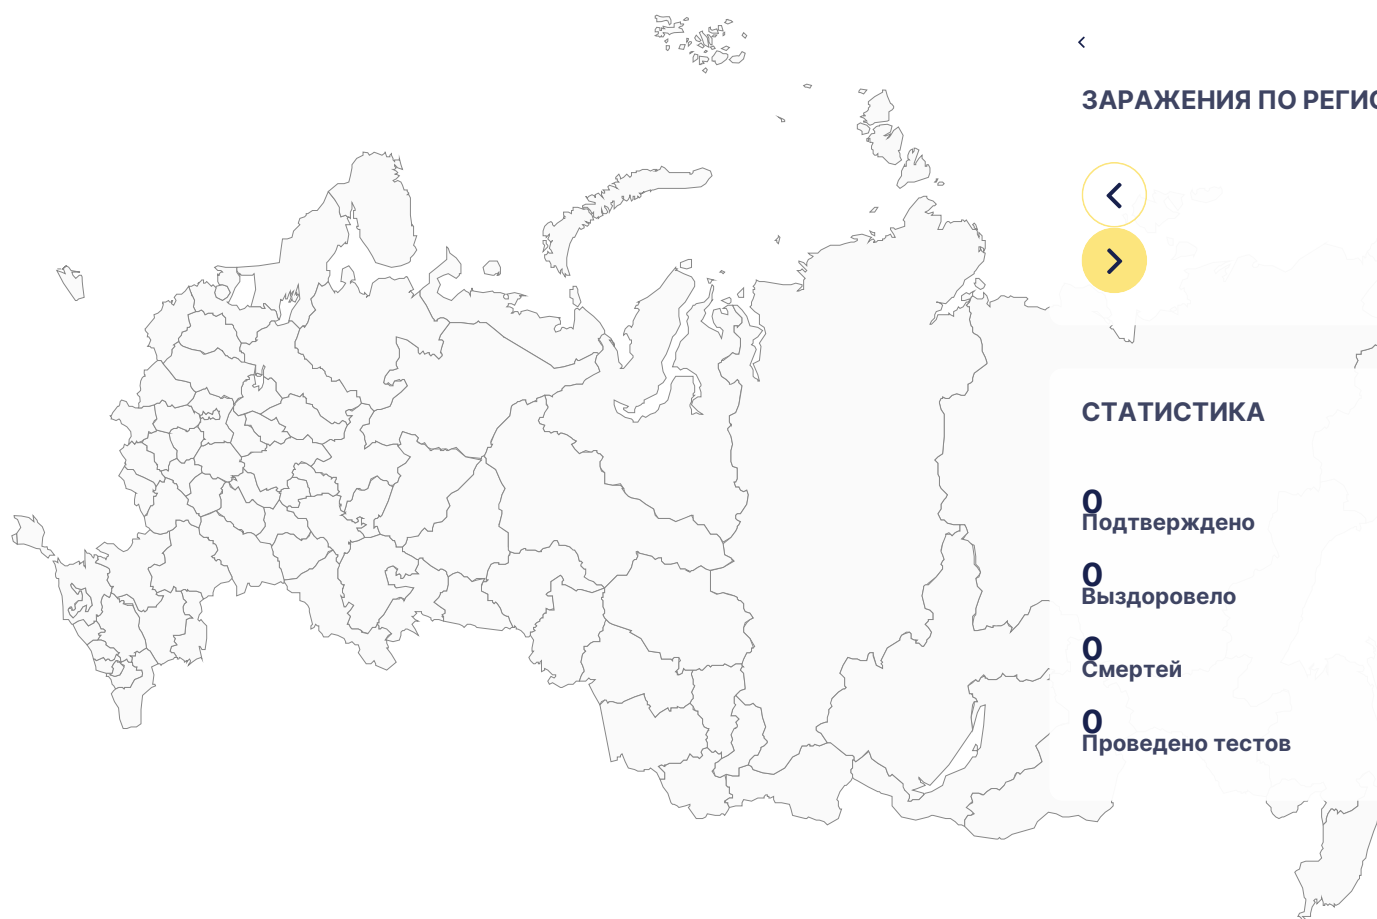 ЗАРАЖЕНИЯ ПО РЕГИО
СТАТИСТИКА
0
Подтверждено
0
Выздоровело
0
Смертей
0
Проведено тестов